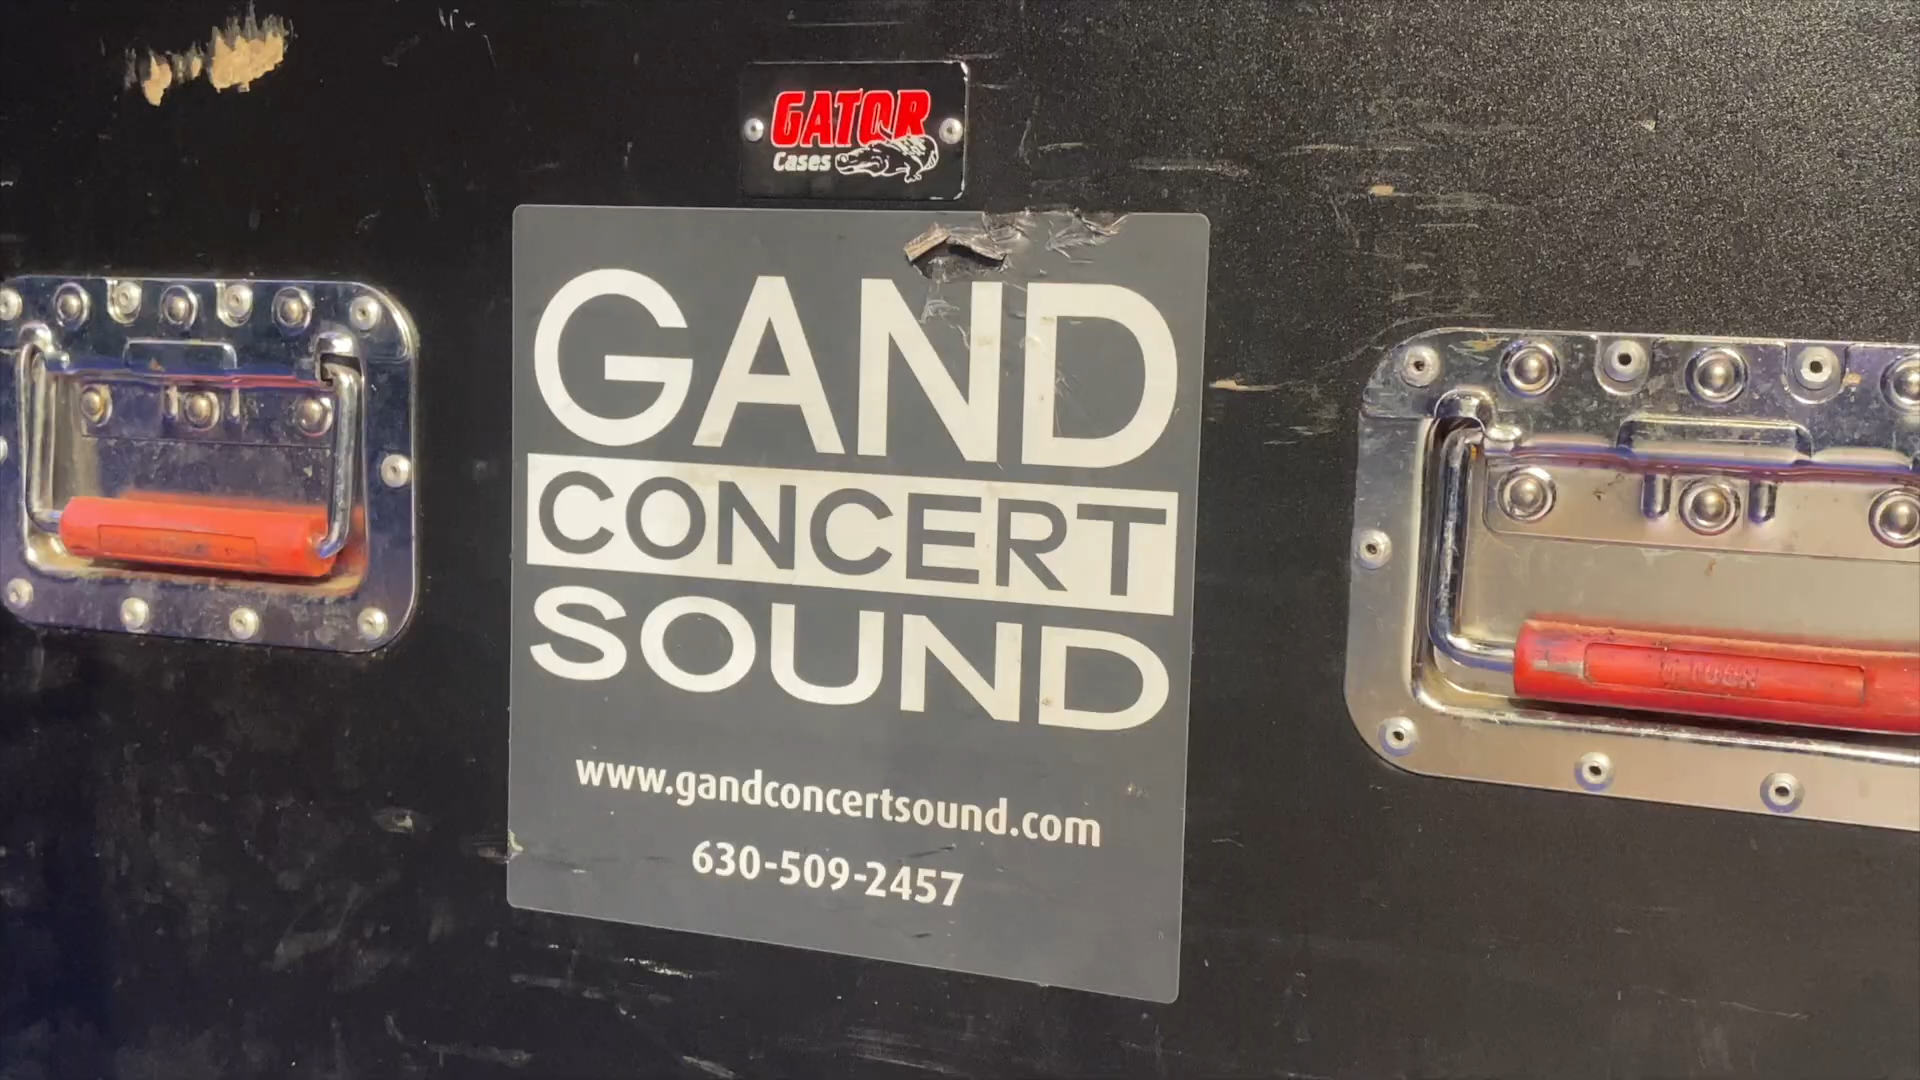 GATOR
Cases
GAND
CONCERT
SOUND
www.gandconcertsound.com
630-509-2457